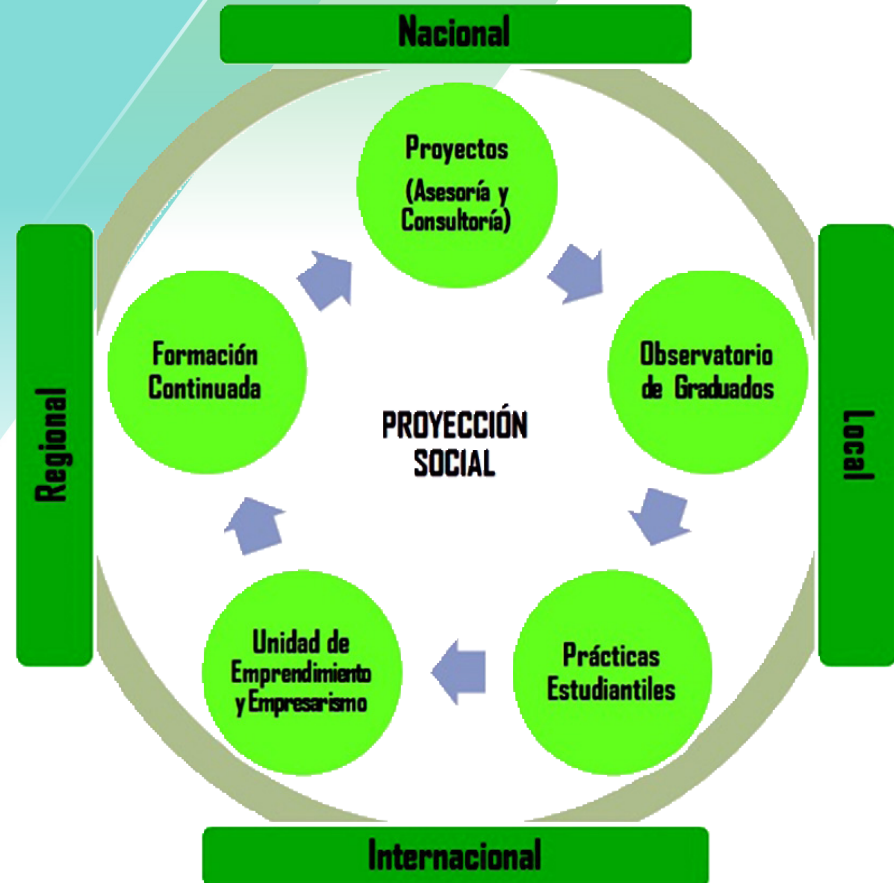 Nacional
Proyectos
(Asesoría y
Consultoría)
Observatorio
de Graduados
Local
Prácticas
Estudiantiles
Internacional
Unidad de
Emprendimiento
y Empresarismo
Regional
Formación
Continuada
PROYECCIÓN
SOCIAL